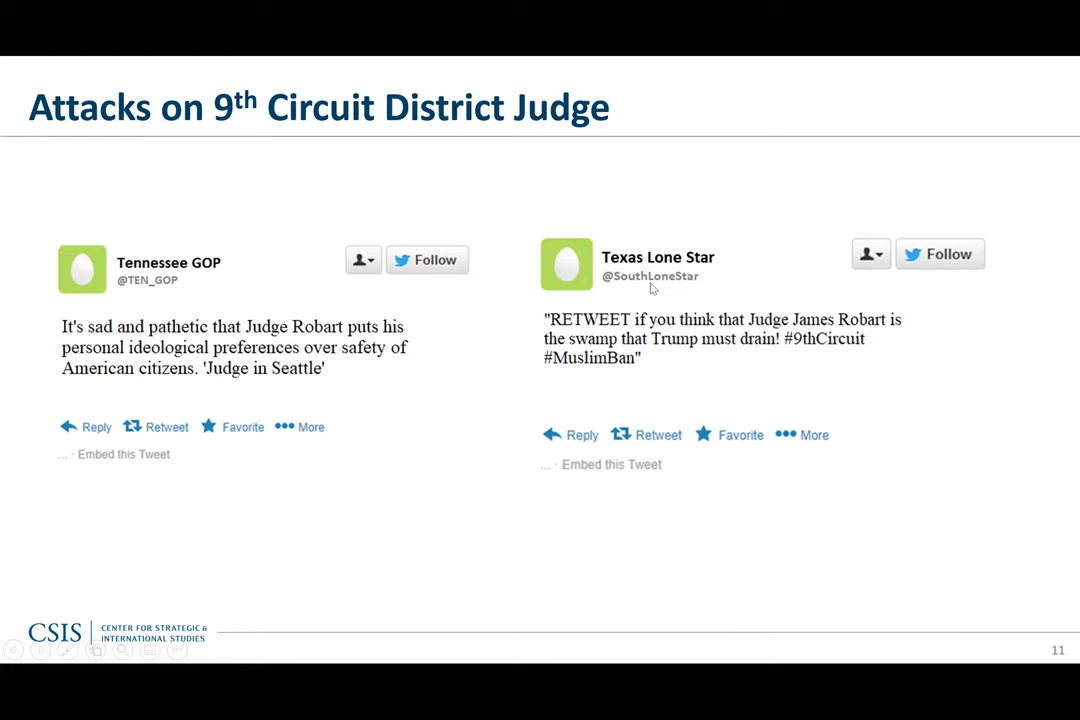 Attacks on 9th Circuit District Judge
Tennessee GOP
@TEN_GOP
Follow
It's sad and pathetic that Judge Robart puts his
personal ideological preferences over safety of
American citizens. 'Judge in Seattle'
Reply Retweet Favorite ••• More
... · Embed this Tweet
Texas Lone Star
@SouthLoneStar
Follow
"RETWEET if you think that Judge James Robart is
the swamp that Trump must drain! #9thCircuit
#MuslimBan"
Reply Retweet Favorite ••• More
... · Embed this Tweet
CSIS | CENTER FOR STRATEGIC &
INTERNATIONAL STUDIES
11